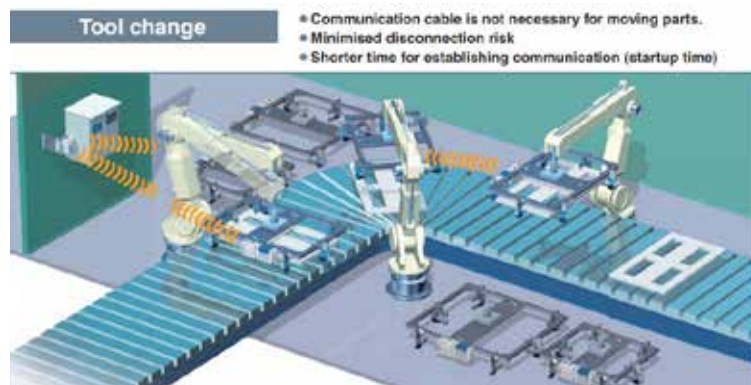 Tool change
● Communication cable is not necessary for moving parts.
● Minimised disconnection risk
● Shorter time for establishing communication (startup time)